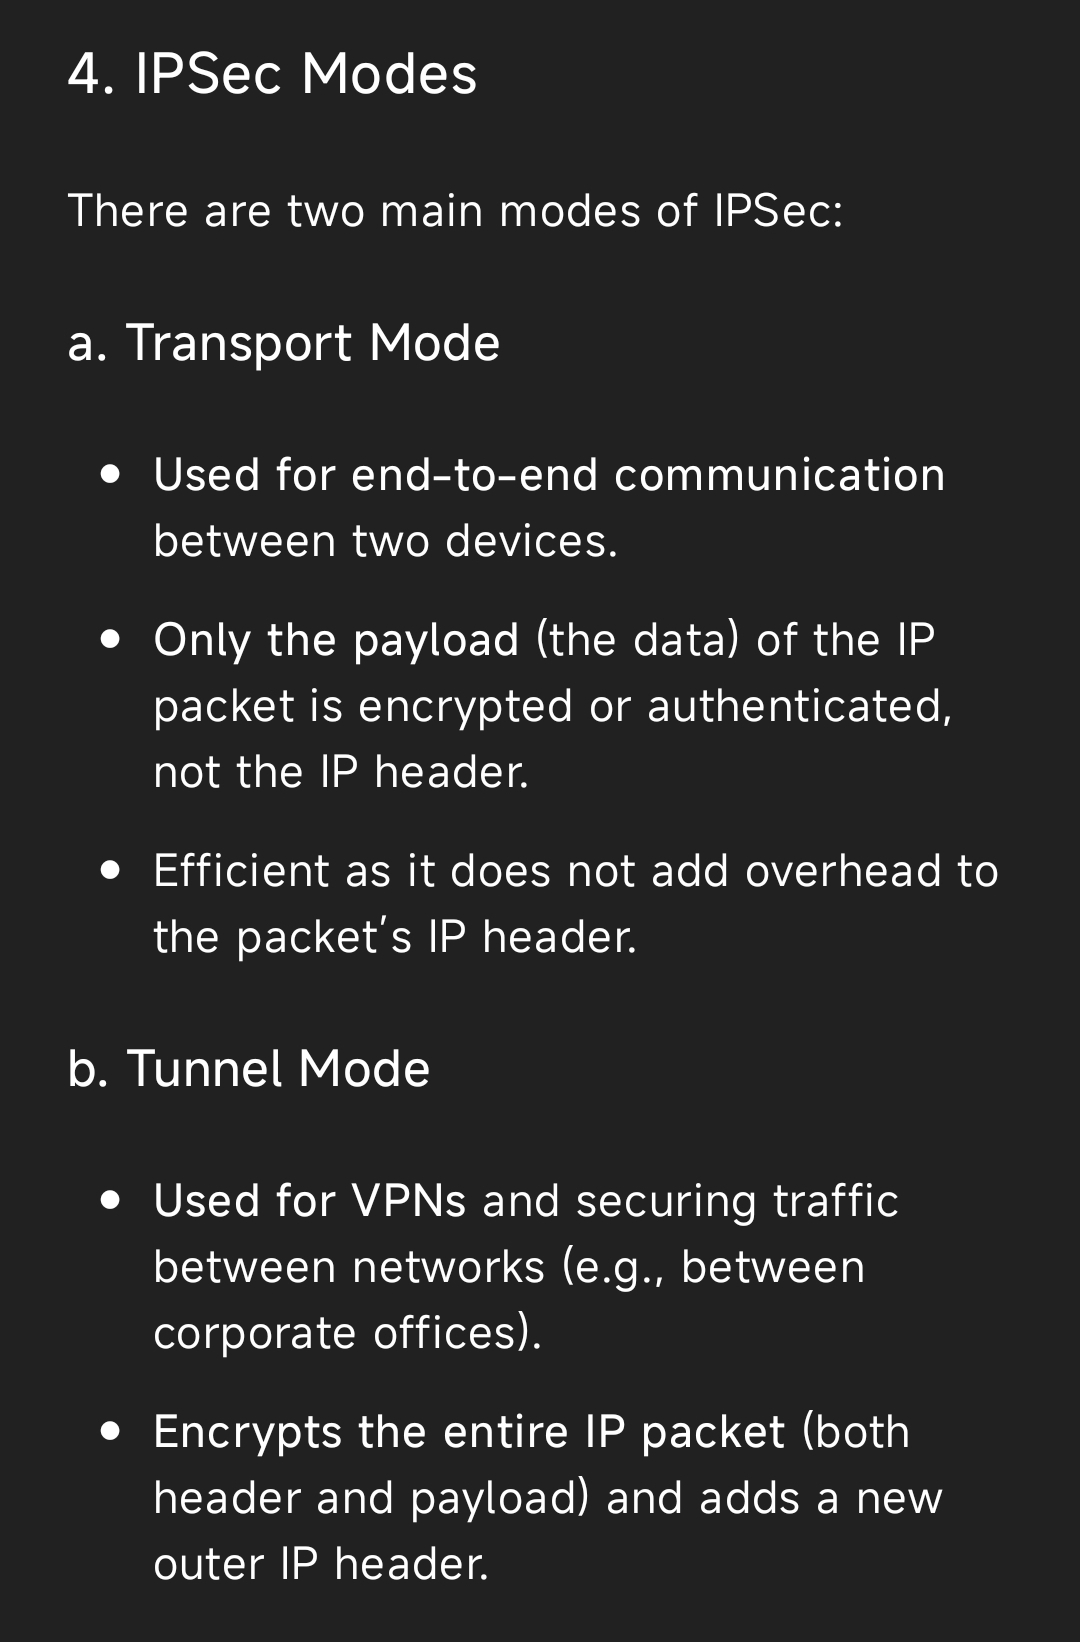 4. IPSec Modes
There are two main modes of IPSec:
a. Transport Mode
• Used for end-to-end communication
between two devices.
• Only the payload (the data) of the IP
packet is encrypted or authenticated,
not the IP header.
• Efficient as it does not add overhead to
the packet's IP header.
b. Tunnel Mode
• Used for VPNs and securing traffic
between networks (e.g., between
corporate offices).
• Encrypts the entire IP packet (both
header and payload) and adds a new
outer IP header.